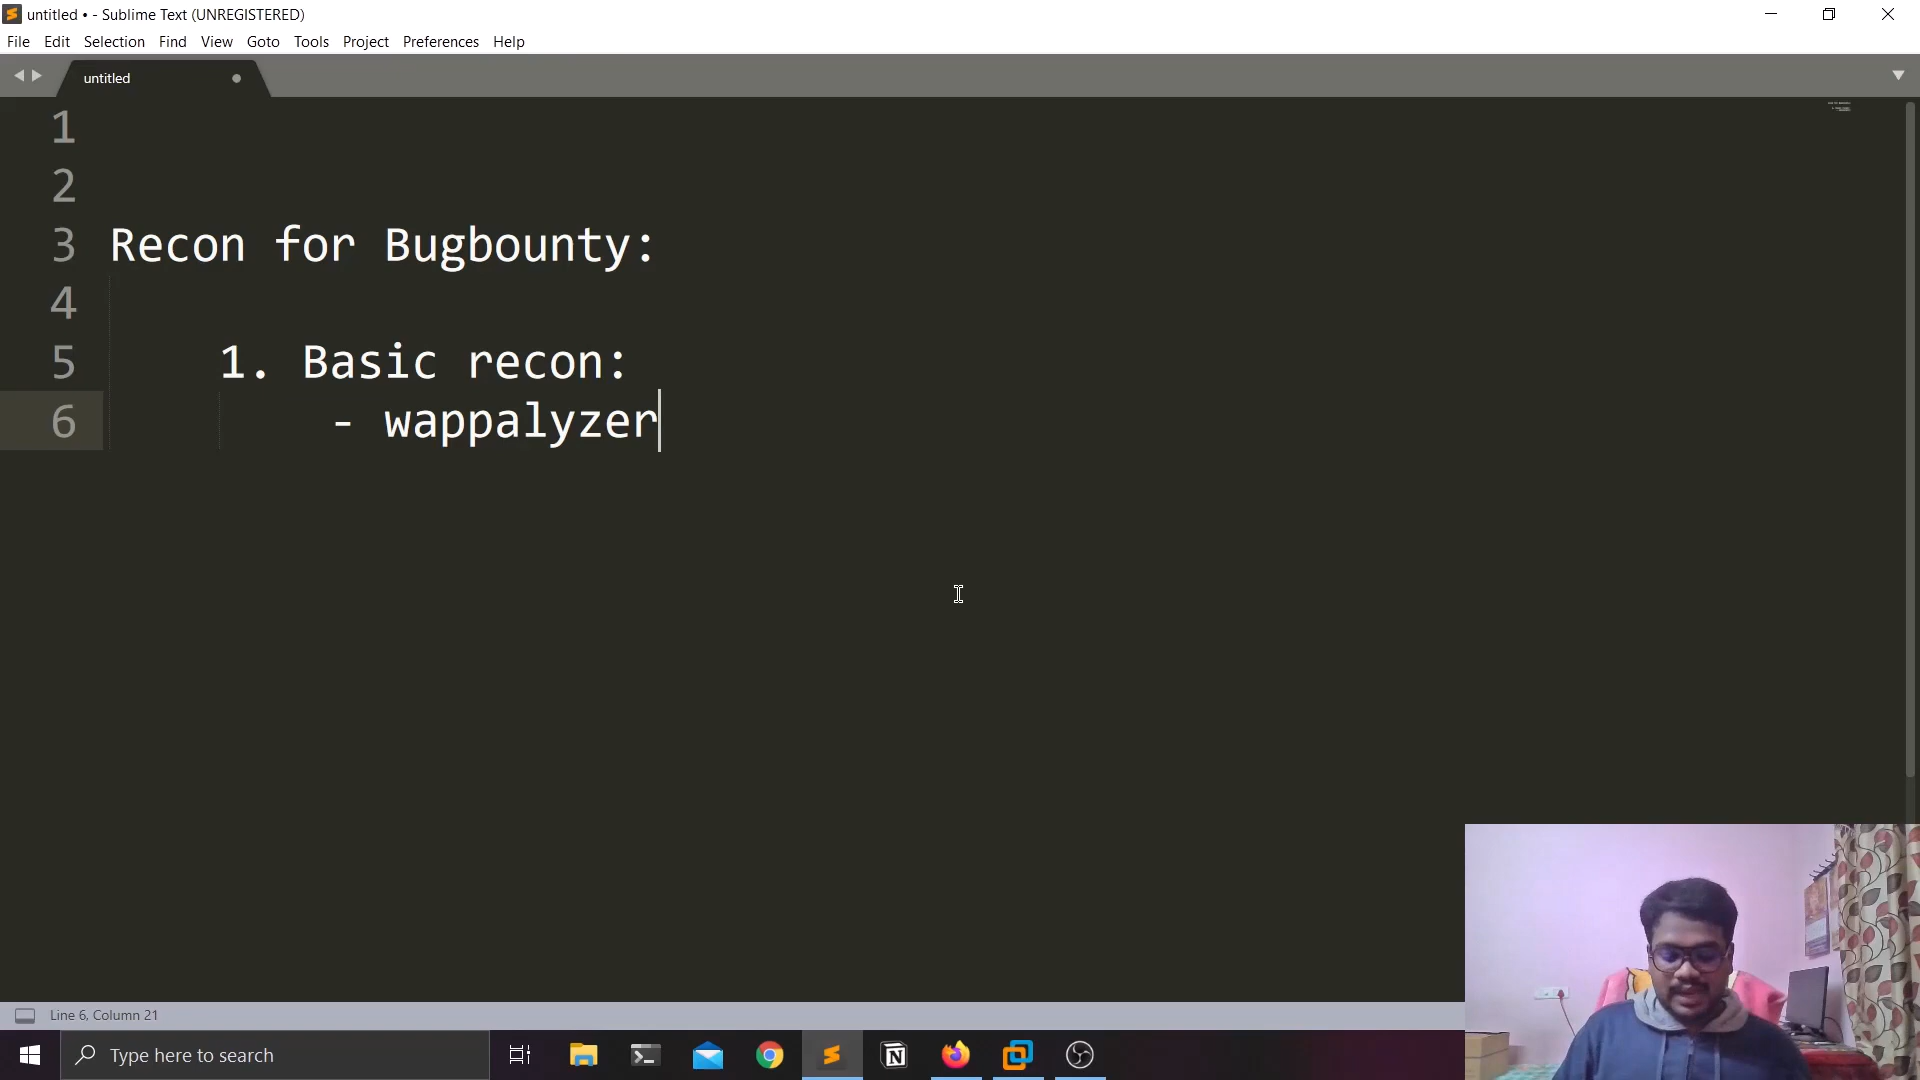 untitled • - Sublime Text (UNREGISTERED)
File Edit Selection Find View Goto Tools Project Preferences Help
untitled
1
2
3 Recon for Bugbounty:
4
5 1. Basic recon:
6 - wappalyzer
Line 6, Column 21
Type here to search